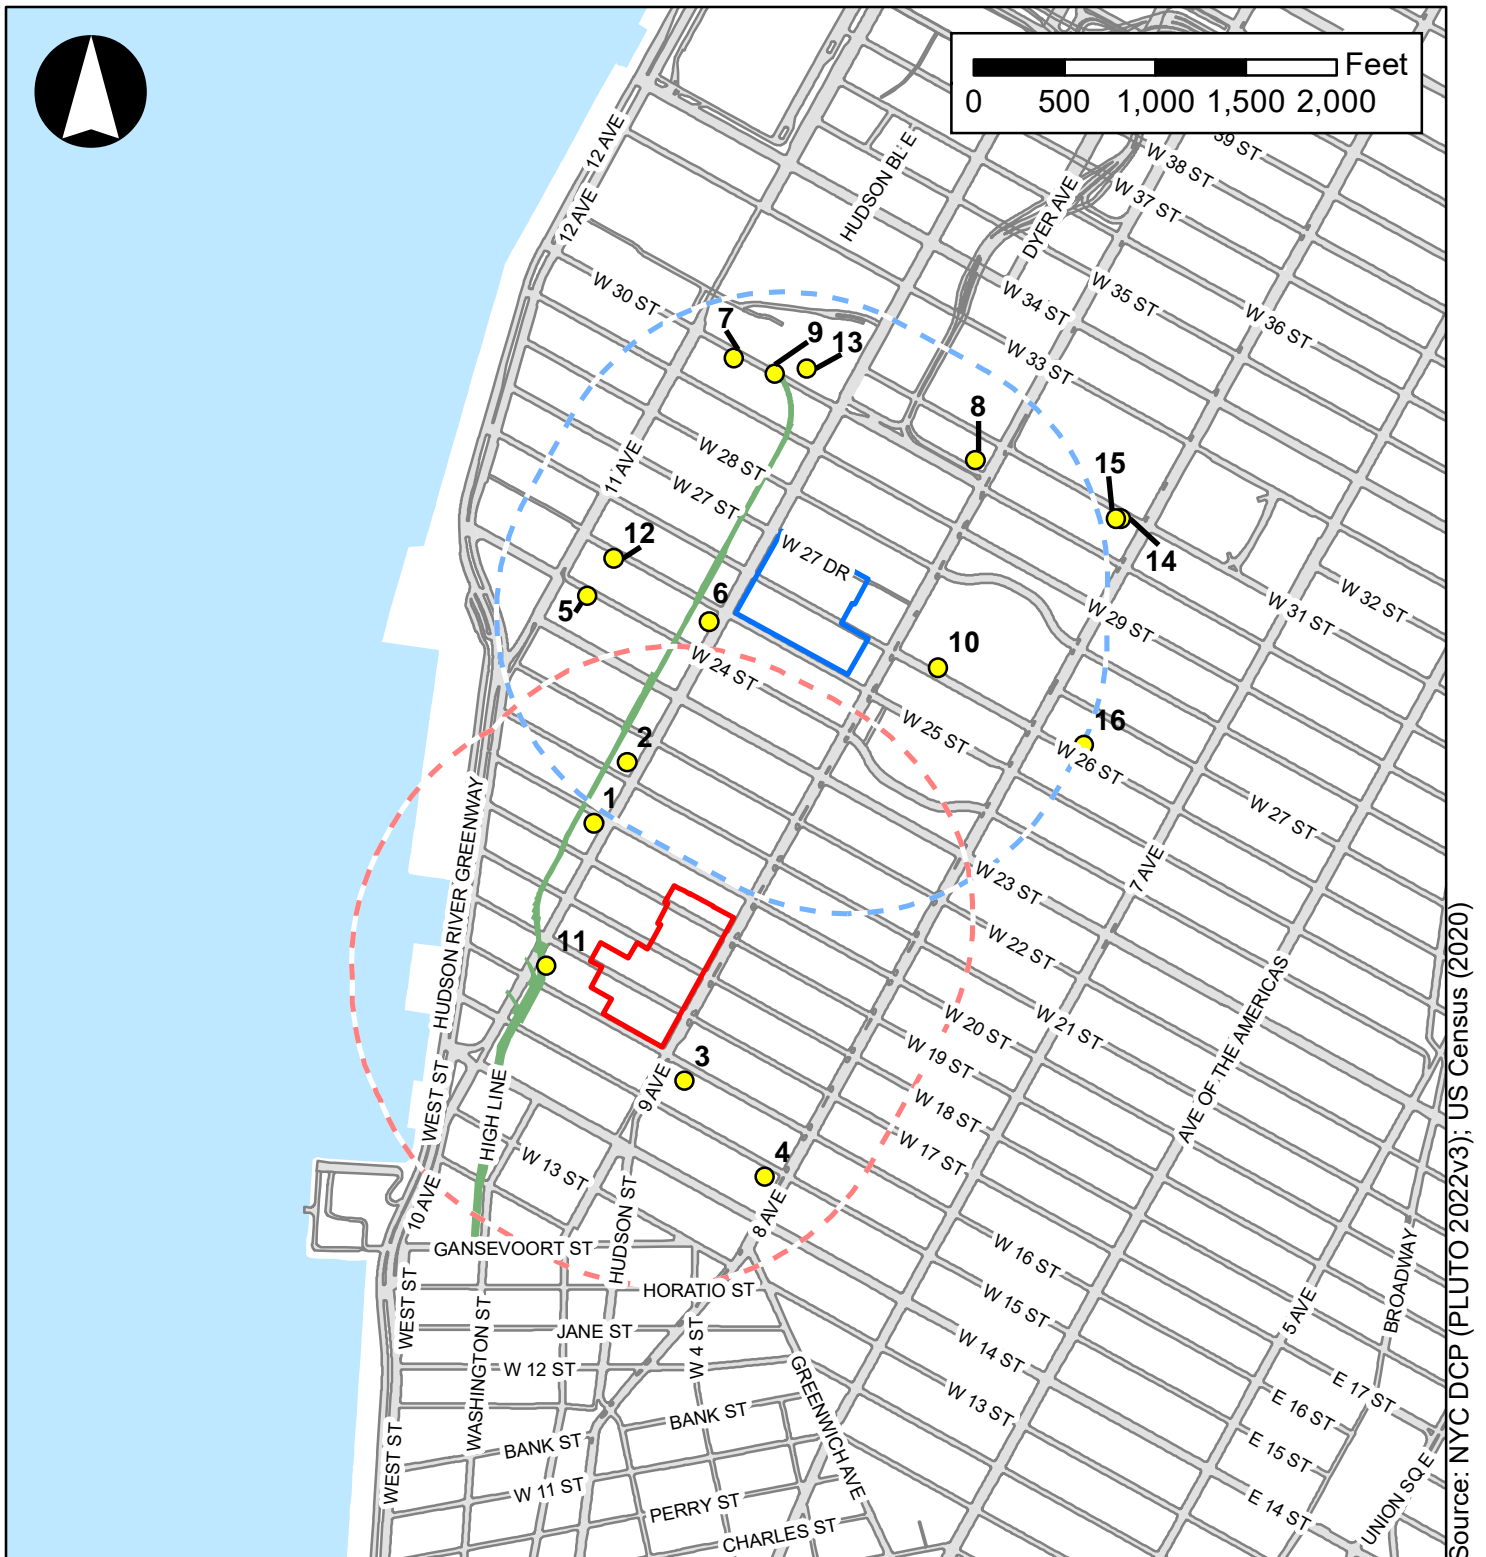 Feet
0 500 1,000 1,500 2,000
39 ST
W 38 ST
W 37 ST
12 AVE
12 AVE
HUDSON BL E
DYER AVE
W 30 ST
W 34 ST
W 35 ST
W 36 ST
W 33 ST
7
9
13
8
15
14
W 28 ST
W 27 ST
11 AVE
12
5
6
W 27 DR
W 32 ST
W 31 ST
W 29 ST
10
W 24 ST
W 25 ST
16
W 26 ST
2
1
W 27 ST
W 23 ST
7 AVE
HUDSON RIVER GREENWAY
11
W 22 ST
W 21 ST
W 20 ST
W 19 ST
W 18 ST
W 17 ST
AVE OF THE AMERICAS
3
9 AVE
4
8 AVE
WEST ST
HIGH LINE
W 13 ST
10 AVE
HUDSON ST
GANSEVOORT ST
HORATIO ST
W 16 ST
W 15 ST
W 14 ST
W 13 ST
5 AVE
BROADWAY
WEST ST
WASHINGTON ST
JANE ST
W 4 ST
W 12 ST
GREENWICH AVE
BANK ST
BANK ST
WEST ST
W 11 ST
PERRY ST
CHARLES ST
E 17 ST
E 16 ST
E 15 ST
E 14 ST
UNION SQ E
Source: NYC DCP (PLUTO 2022v3); US Census (2020)